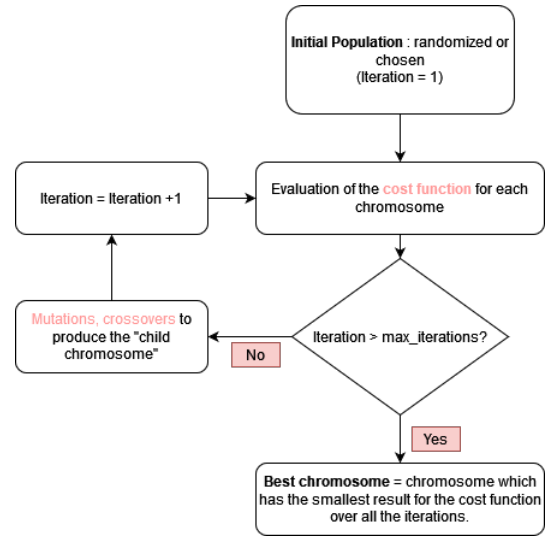 Initial Population : randomized or
chosen
(Iteration = 1)
Iteration = Iteration +1
Evaluation of the cost function for each
chromosome
Mutations, crossovers to
produce the "child
chromosome"
Iteration > max_iterations?
No
Yes
Best chromosome = chromosome which
has the smallest result for the cost function
over all the iterations.